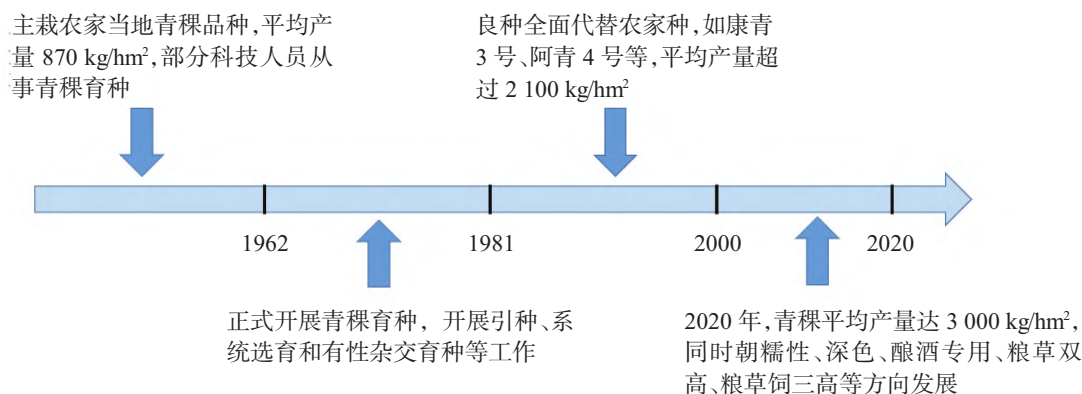 主栽农家当地青稞品种,平均产
量 870 kg/hm²,部分科技人员从
事青稞育种
良种全面代替农家种,如康青
3 号、阿青 4 号等,平均产量超
过 2 100 kg/hm²
1962
1981
2000
2020
正式开展青稞育种，开展引种、系
统选育和有性杂交育种等工作
2020 年,青稞平均产量达 3 000 kg/hm²,
同时朝糯性、深色、酿酒专用、粮草双
高、粮草饲三高等方向发展